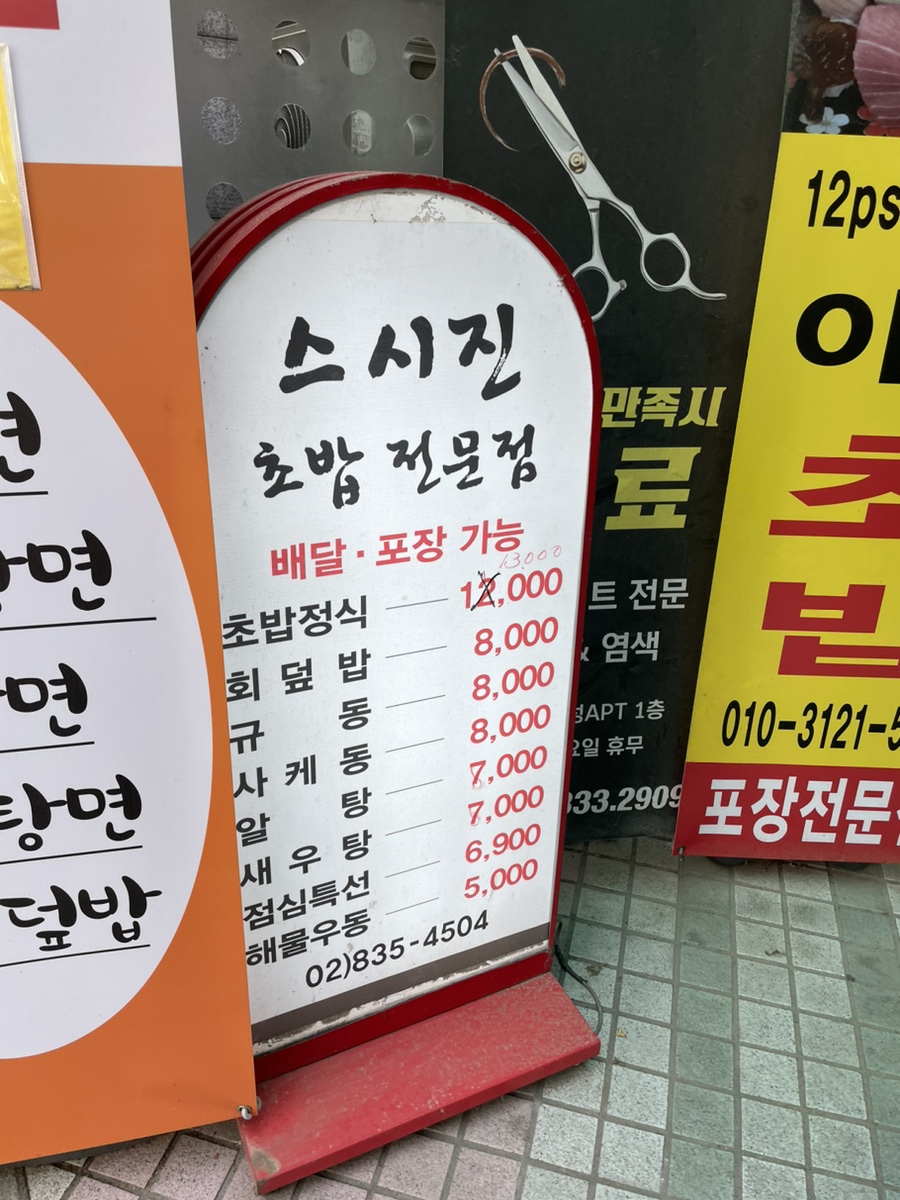 스시진
초밥 전문점
배달·포장 가능
13,000
초밥정식 12,000
회덮밥 8,000
규동 8,000
사케동 8,000
알탕 7,000
새우탕 7,000
점심특선 6,900
해물우동 5,000
02)835-4504
면
면
면
탕면
덮밥
만족시
료
트 전문
& 염색
APT 1층
요일 휴무
833.2909
12ps
초
밥
010-3121-5
포장전문